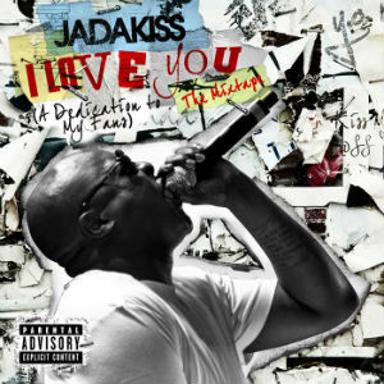 JADAKISS
I LOVE YOU
(A Dedication to
My Fans)
The Mixtape
PARENTAL
ADVISORY
EXPLICIT CONTENT